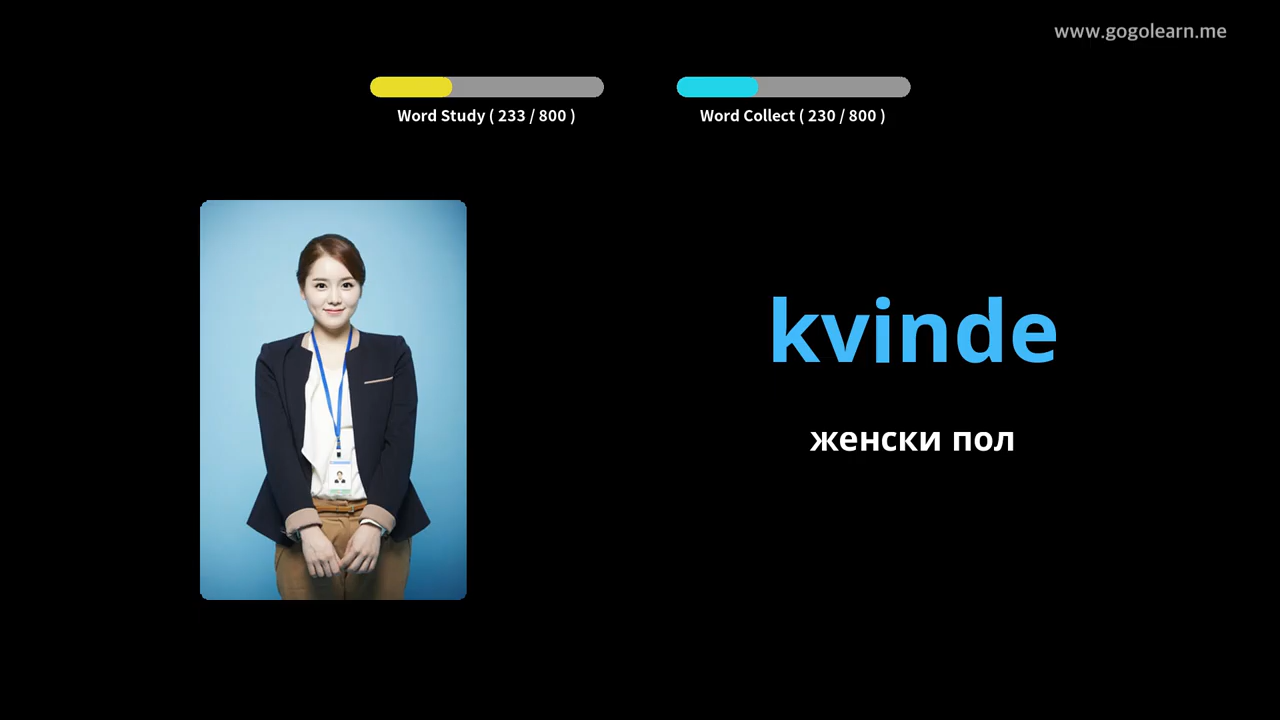 www.gogolearn.me
Word Study ( 233 / 800 )
Word Collect ( 230 / 800 )
kvinde
женски пол